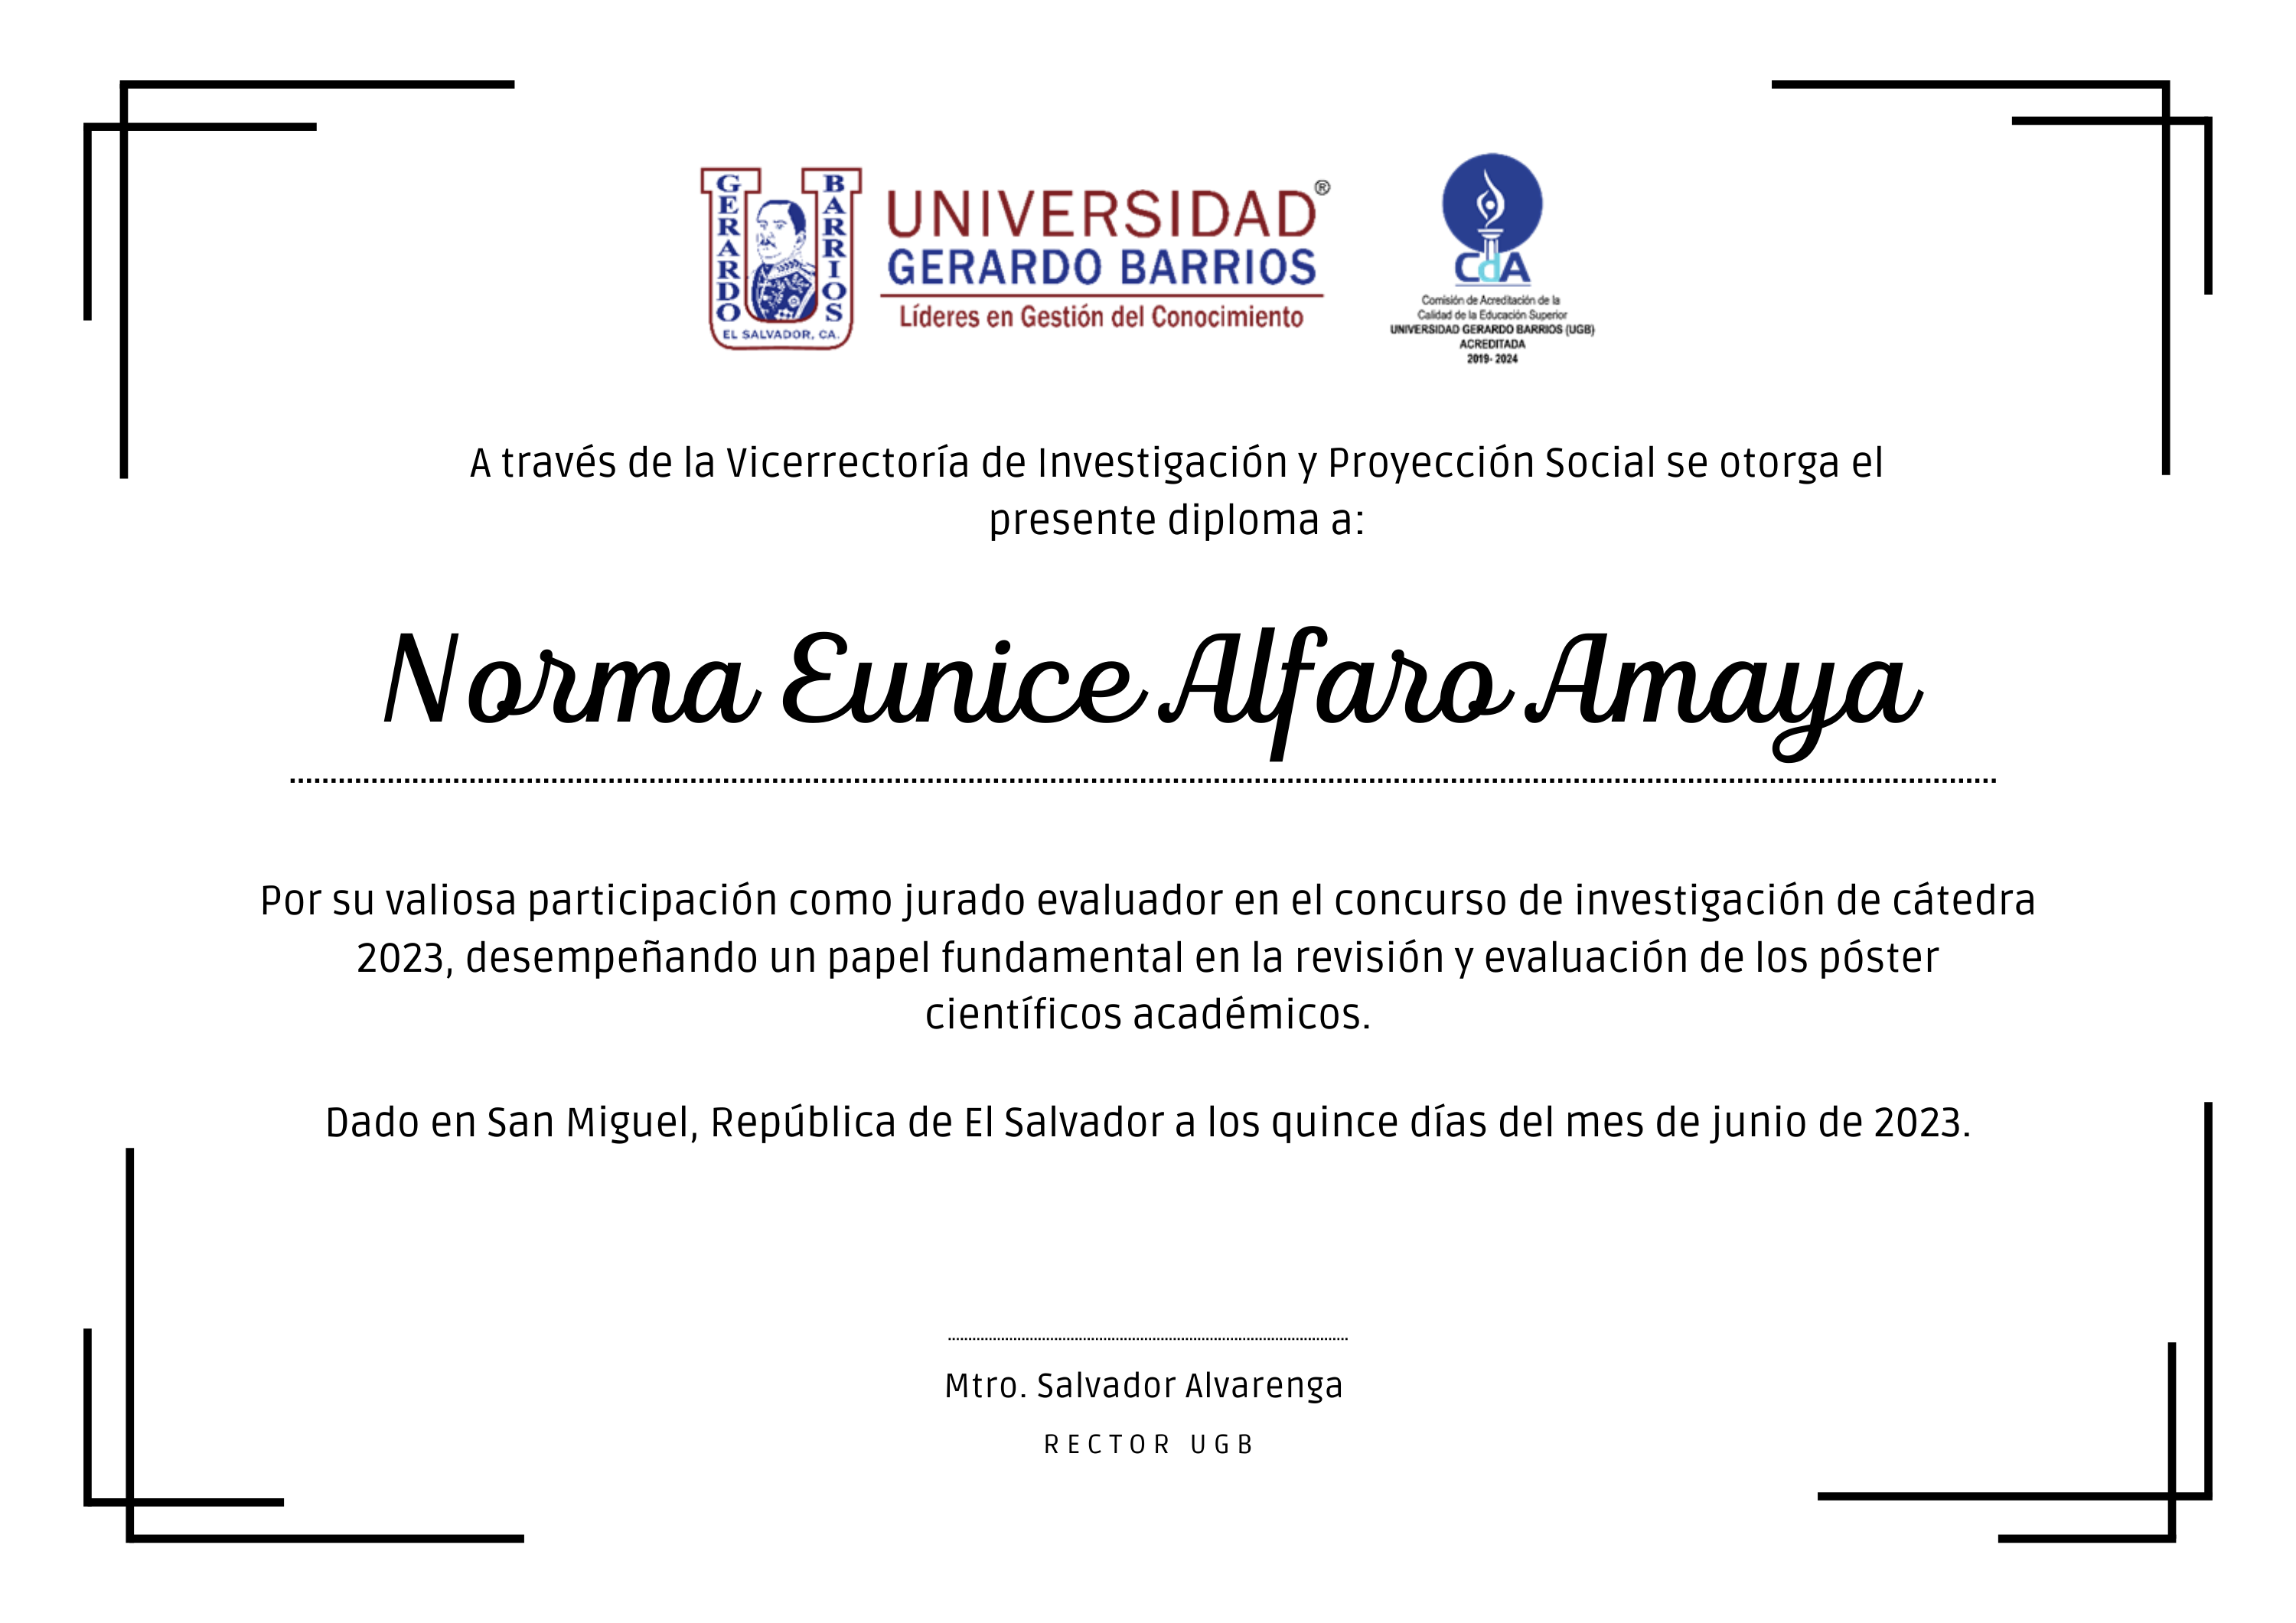 GERARDO
BARRIOS
EL SALVADOR, CA.
UNIVERSIDAD®
GERARDO BARRIOS
Líderes en Gestión del Conocimiento
CdA
Comisión de Acreditación de la
Calidad de la Educación Superior
UNIVERSIDAD GERARDO BARRIOS (UGB)
ACREDITADA
2019- 2024
A través de la Vicerrectoría de Investigación y Proyección Social se otorga el
presente diploma a:
Norma Eunice Alfaro Amaya
Por su valiosa participación como jurado evaluador en el concurso de investigación de cátedra
2023, desempeñando un papel fundamental en la revisión y evaluación de los póster
científicos académicos.
Dado en San Miguel, República de El Salvador a los quince días del mes de junio de 2023.
Mtro. Salvador Alvarenga
RECTOR UGB